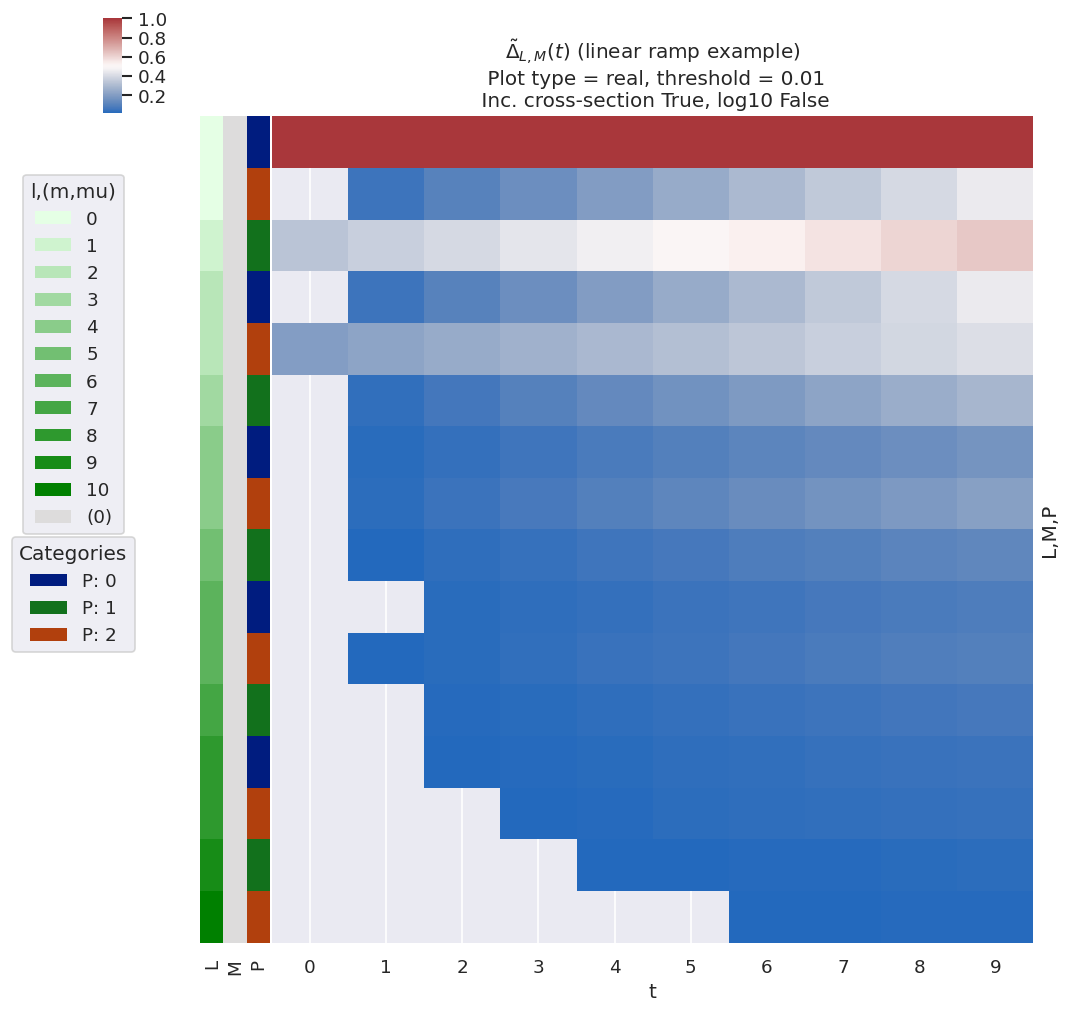 1.0
0.8
0.6
0.4
0.2
Δ̃_{L,M}(t) (linear ramp example)
Plot type = real, threshold = 0.01
Inc. cross-section True, log10 False
l,(m,mu)
0
1
2
3
4
5
6
7
8
9
10
(0)
Categories
P: 0
P: 1
P: 2
L,M,P
L M P 0 1 2 3 4 5 6 7 8 9
t